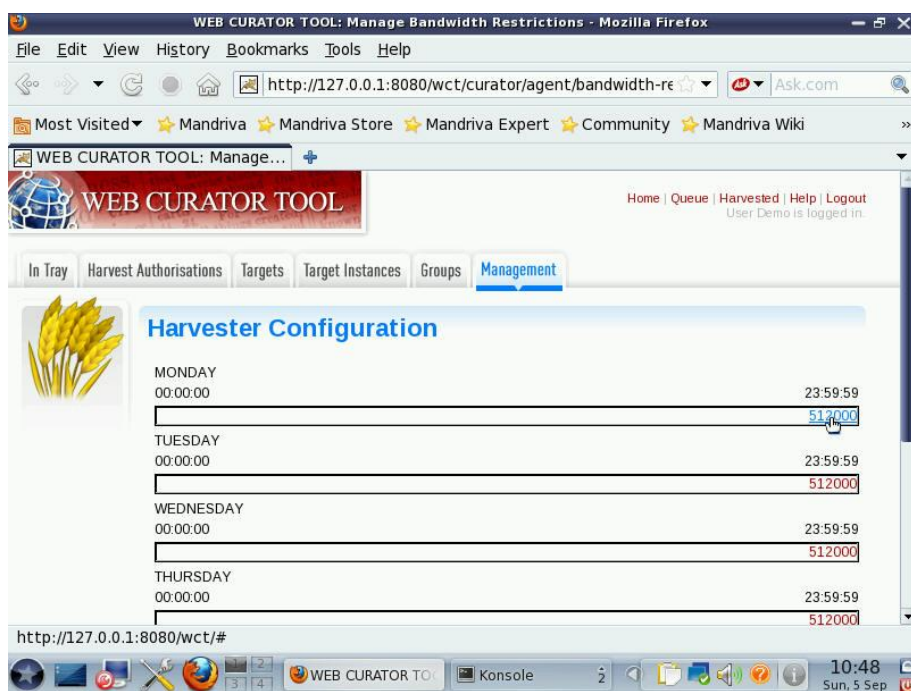 WEB CURATOR TOOL: Manage Bandwidth Restrictions - Mozilla Firefox
File Edit View History Bookmarks Tools Help
http://127.0.0.1:8080/wct/curator/agent/bandwidth-re Ask.com
Most Visited Mandriva Mandriva Store Mandriva Expert Community Mandriva Wiki »
WEB CURATOR TOOL: Manage...
WEB CURATOR TOOL
Home | Queue | Harvested | Help | Logout
User Demo is logged in.
In Tray Harvest Authorisations Targets Target Instances Groups Management
Harvester Configuration
MONDAY
00:00:00 23:59:59
512000
TUESDAY
00:00:00 23:59:59
512000
WEDNESDAY
00:00:00 23:59:59
512000
THURSDAY
00:00:00 23:59:59
512000
http://127.0.0.1:8080/wct/#
1 2
3 4
WEB CURATOR TO Konsole 2 10:48
Sun, 5 Sep